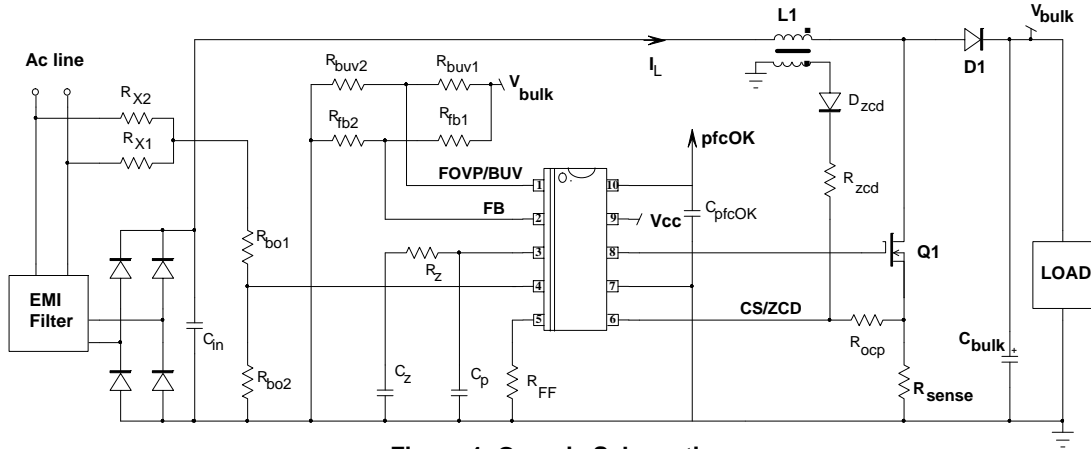 L1
V bulk
Ac line
R X2
R buv2
R buv1
V bulk
I L
D1
D zcd
R X1
R fb2
R fb1
pfcOK
R zcd
FOVP/BUV
1
10
C pfcOK
FB
2
9
Vcc
R bo1
R z
3
8
Q1
LOAD
EMI
Filter
4
7
CS/ZCD
5
6
C in
R bo2
C z
C p
R FF
R ocp
C bulk
+
R sense